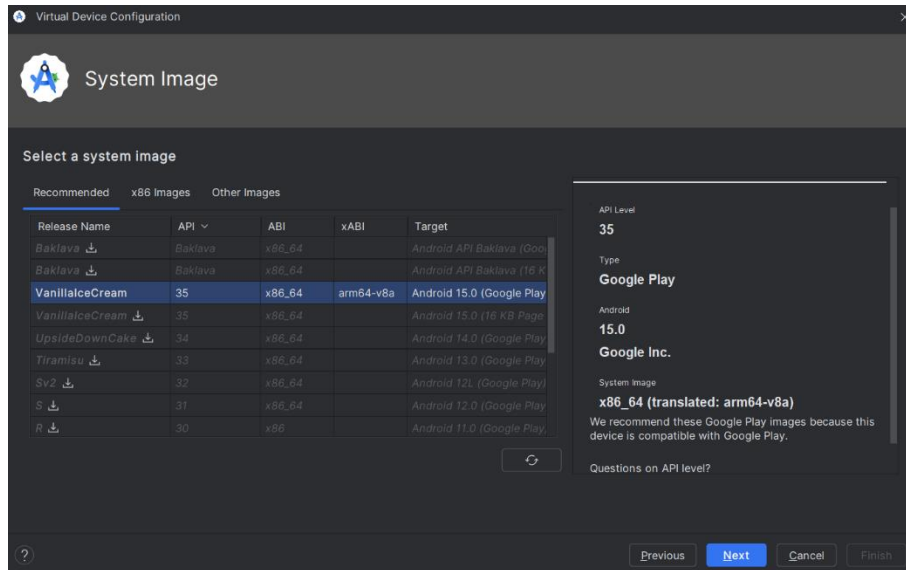 Virtual Device Configuration
System Image
Select a system image
Recommended x86 Images Other Images
Release Name API ABI xABI Target
Baklava Baklava x86_64 Android API Baklava (Goo
Baklava Baklava x86_64 Android API Baklava (16 K
VanillaIceCream 35 x86_64 arm64-v8a Android 15.0 (Google Play
VanillaIceCream 35 x86_64 Android 15.0 (16 KB Page
UpsideDownCake 34 x86_64 Android 14.0 (Google Play
Tiramisu 33 x86_64 Android 13.0 (Google Play
Sv2 32 x86_64 Android 12L (Google Play)
S 31 x86_64 Android 12.0 (Google Play
R 30 x86 Android 11.0 (Google Play,
API Level
35
Type
Google Play
Android
15.0
Google Inc.
System Image
x86_64 (translated: arm64-v8a)
We recommend these Google Play images because this
device is compatible with Google Play.
Questions on API level?
? Previous Next Cancel Finish